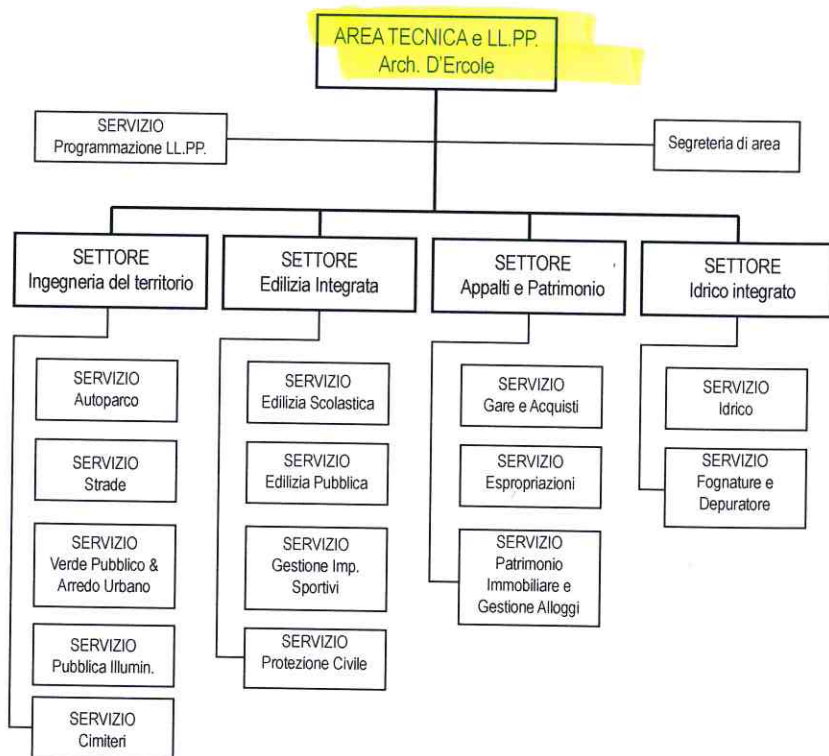 AREA TECNICA e LL.PP.
Arch. D'Ercole
SERVIZIO
Programmazione LL.PP.
Segreteria di area
SETTORE
Ingegneria del territorio
SETTORE
Edilizia Integrata
SETTORE
Appalti e Patrimonio
SETTORE
Idrico integrato
SERVIZIO
Autoparco
SERVIZIO
Strade
SERVIZIO
Verde Pubblico &
Arredo Urbano
SERVIZIO
Pubblica Illumin.
SERVIZIO
Cimiteri
SERVIZIO
Edilizia Scolastica
SERVIZIO
Edilizia Pubblica
SERVIZIO
Gestione Imp.
Sportivi
SERVIZIO
Protezione Civile
SERVIZIO
Gare e Acquisti
SERVIZIO
Espropriazioni
SERVIZIO
Patrimonio
Immobiliare e
Gestione Alloggi
SERVIZIO
Idrico
SERVIZIO
Fognature e
Depuratore